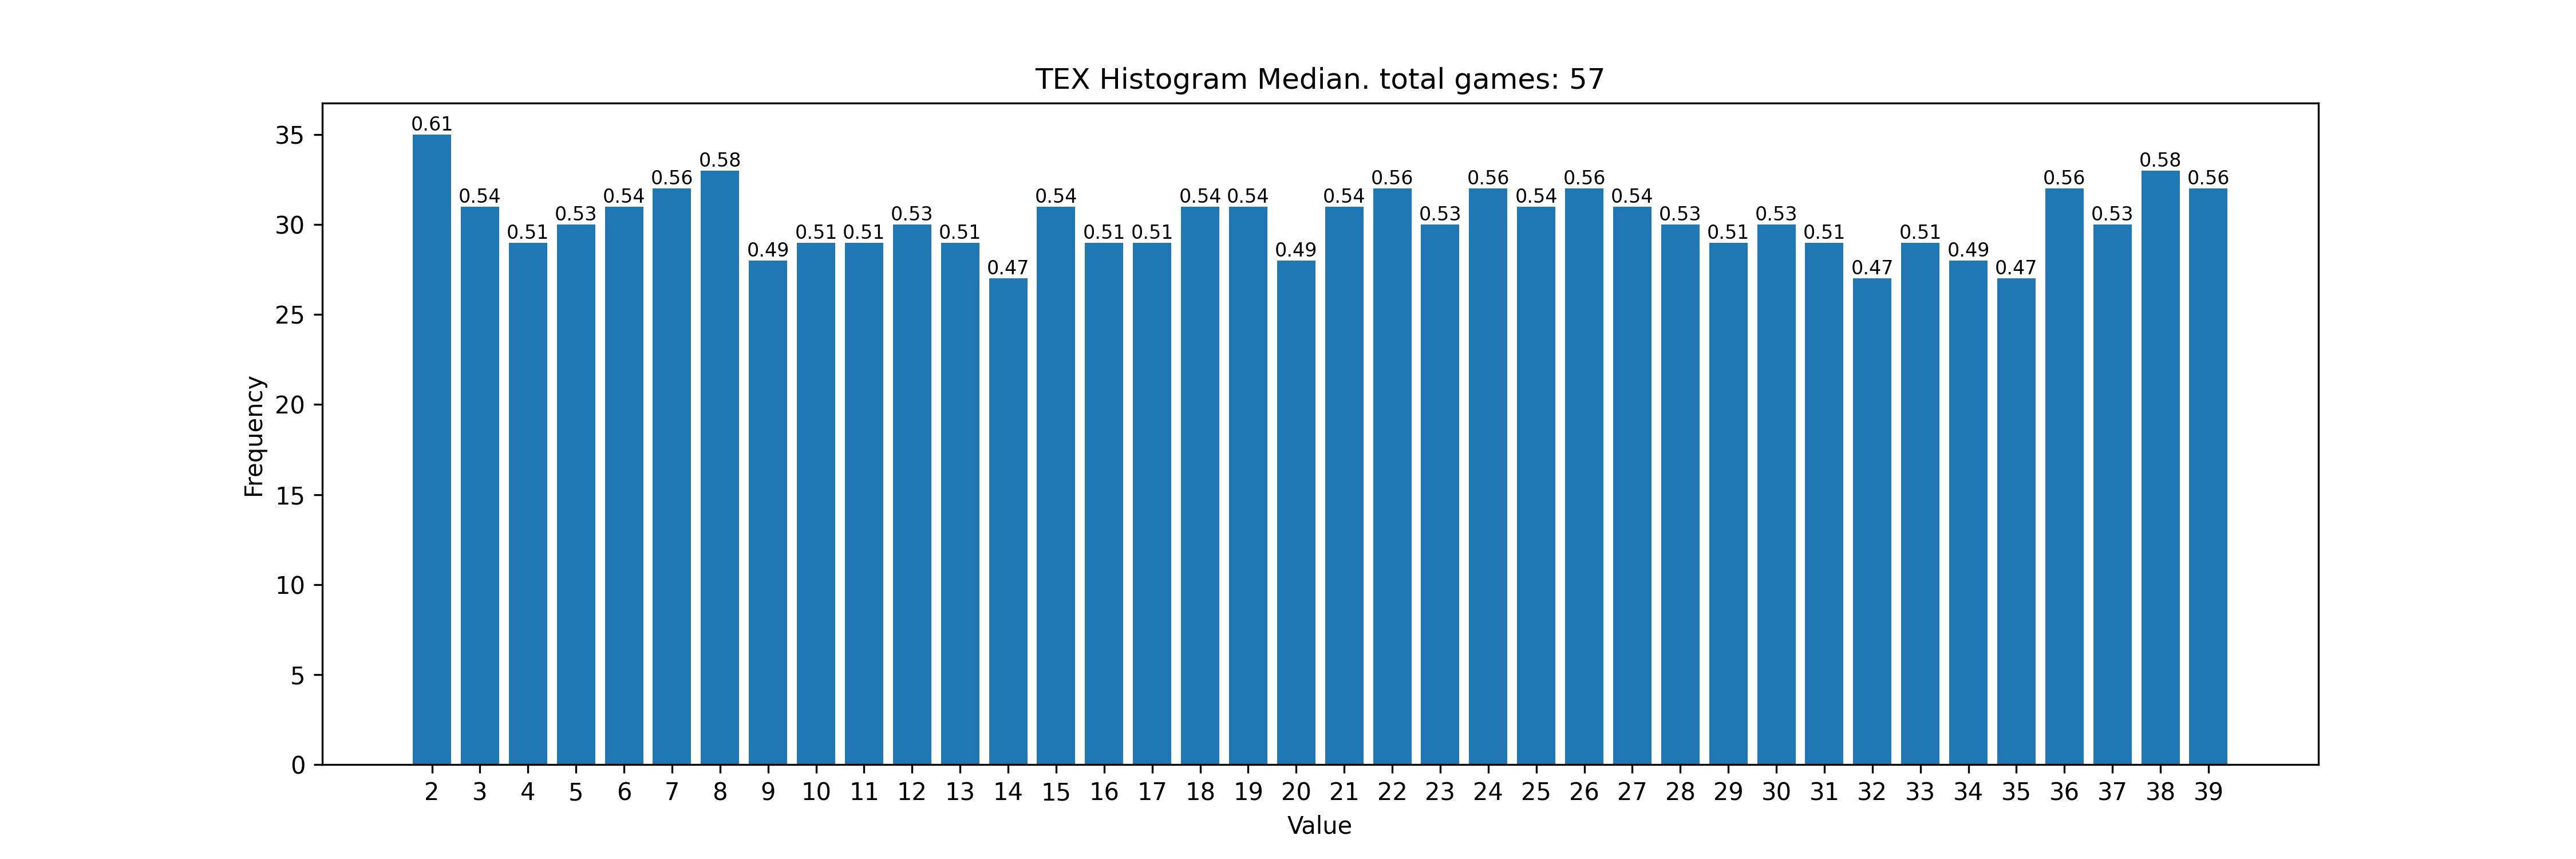 TEX Histogram Median. total games: 57
0.61 0.54 0.51 0.53 0.54 0.56 0.58 0.49 0.51 0.51 0.53 0.51 0.47 0.54 0.51 0.51 0.54 0.54 0.49 0.54 0.56 0.53 0.56 0.54 0.56 0.54 0.53 0.51 0.53 0.51 0.47 0.51 0.49 0.47 0.56 0.53 0.58 0.56
35
30
25
20
15
10
5
0
Frequency
2 3 4 5 6 7 8 9 10 11 12 13 14 15 16 17 18 19 20 21 22 23 24 25 26 27 28 29 30 31 32 33 34 35 36 37 38 39
Value